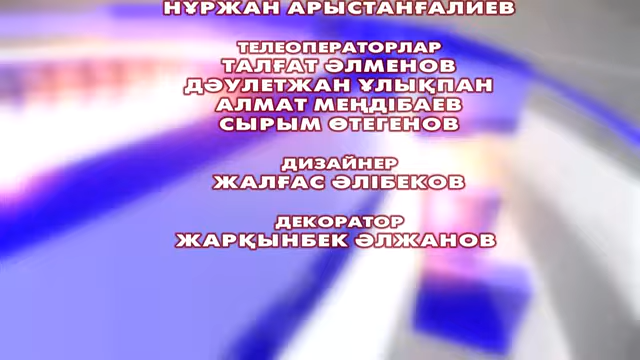 НҰРЖАН АРЫСТАНҒАЛИЕВ
ТЕЛЕОПЕРАТОРЛАР
ТАЛҒАТ ӘЛМЕНОВ
ДӘУЛЕТЖАН ҰЛЫҚПАН
АЛМАТ МЕҢДІБАЕВ
СЫРЫМ ӨТЕГЕНОВ
ДИЗАЙНЕР
ЖАЛҒАС ӘЛІБЕКОВ
ДЕКОРАТОР
ЖАРҚЫНБЕК ӘЛЖАНОВ